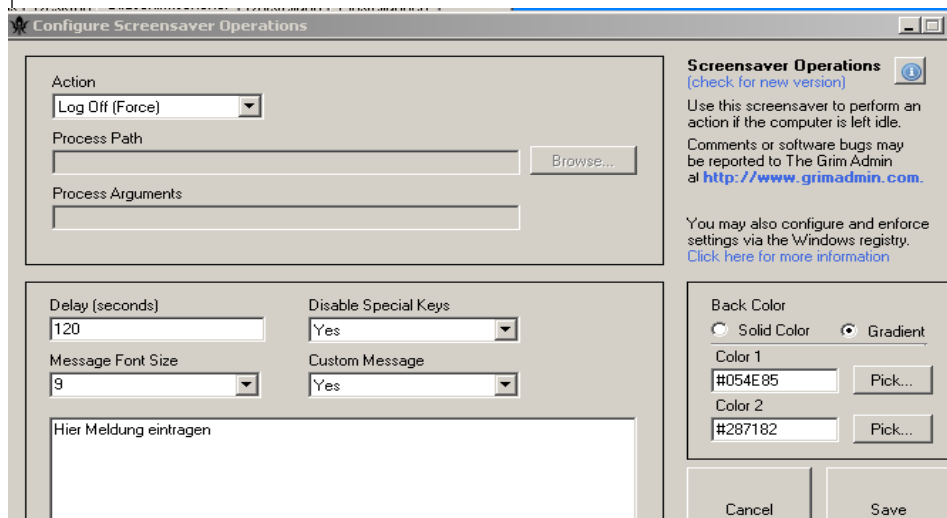 Configure Screensaver Operations
Action
Log Off (Force)
Process Path
Browse...
Process Arguments
Screensaver Operations
(check for new version)
Use this screensaver to perform an
action if the computer is left idle.
Comments or software bugs may
be reported to The Grim Admin
at http://www.grimadmin.com.
You may also configure and enforce
settings via the Windows registry.
Click here for more information
Delay (seconds)
Disable Special Keys
120
Yes
Message Font Size
Custom Message
9
Yes
Hier Meldung eintragen
Back Color
Solid Color
Gradient
Color 1
#054E85
Pick...
Color 2
#287182
Pick...
Cancel
Save